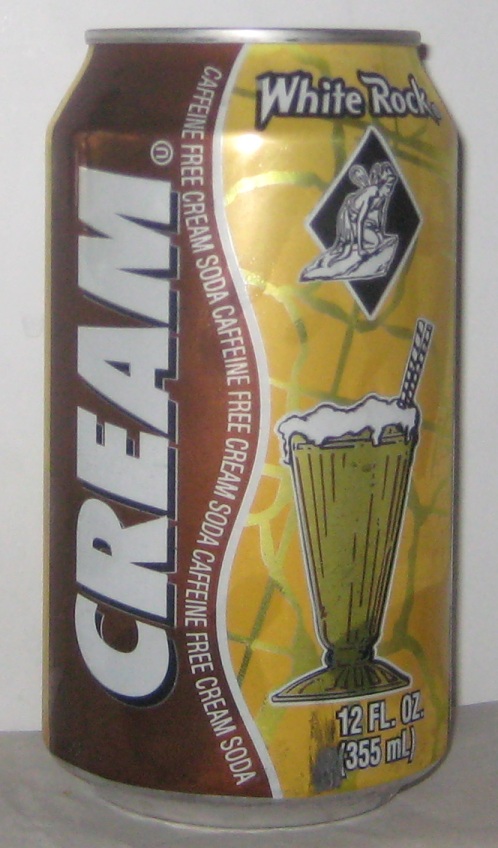 White Rock
CREAM
U
CAFFEINE FREE CREAM SODA CAFFEINE FREE CREAM SODA CAFFEINE FREE CREAM SODA
12 FL. OZ.
(355 mL)